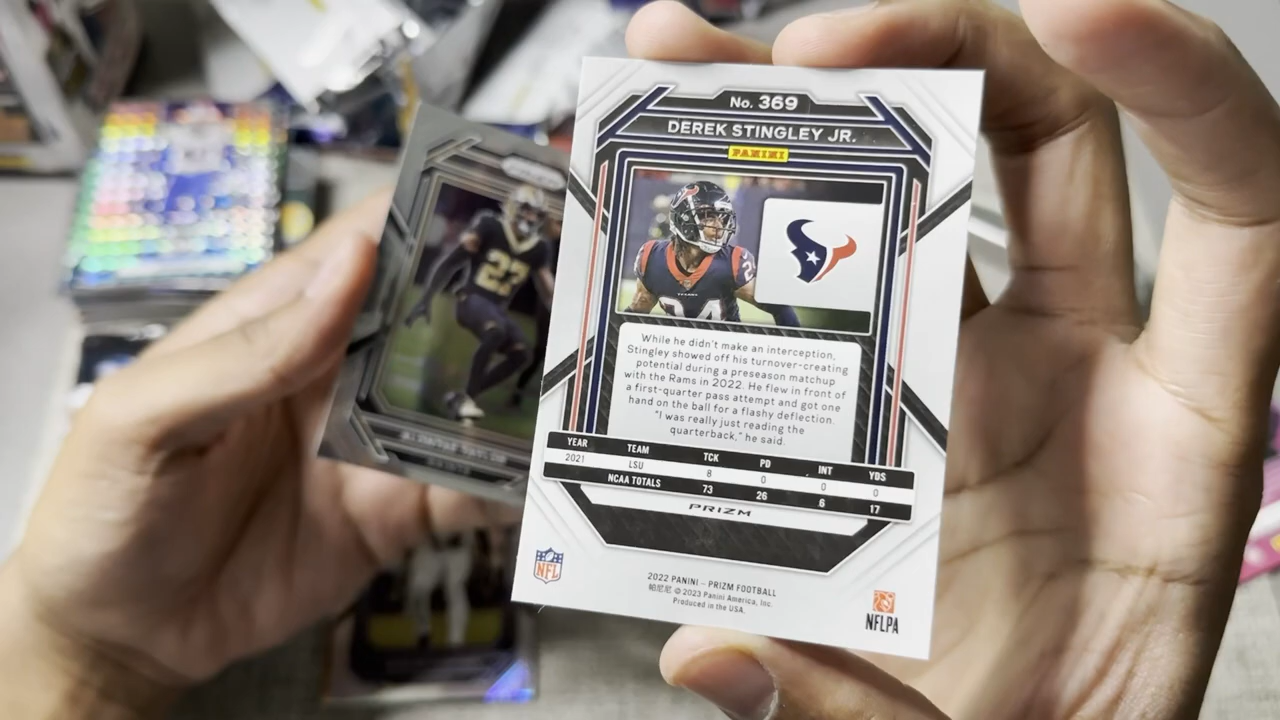 No. 369
DEREK STINGLEY JR.
PANINI
2
24
23
While he didn't make an interception,
Stingley showed off his turnover-creating
potential during a preseason matchup
with the Rams in 2022. He flew in front of
a first-quarter pass attempt and got one
hand on the ball for a flashy deflection.
"I was really just reading the
quarterback," he said.
YEAR TEAM TCK PD INT YDS
2021 LSU 8 0 0 0
NCAA TOTALS 73 26 6 17
PRIZM
NFL
2022 PANINI – PRIZM FOOTBALL
帕尼尼 © 2023 Panini America, Inc.
Produced in the USA.
NFLPA